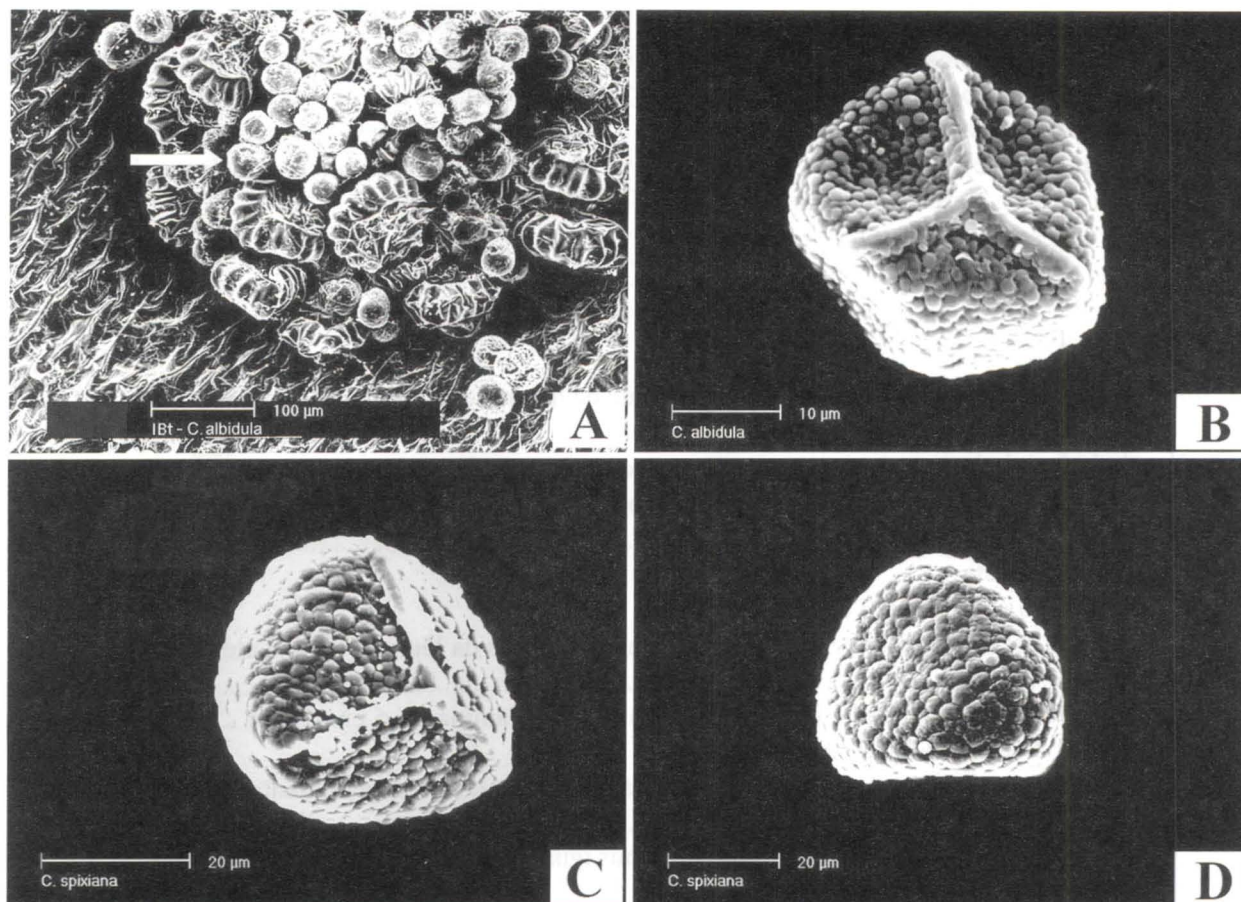 100 µm
IBt - C. albidula
A
10 µm
C. albidula
B
20 µm
C. spixiana
C
20 µm
C. spixiana
D